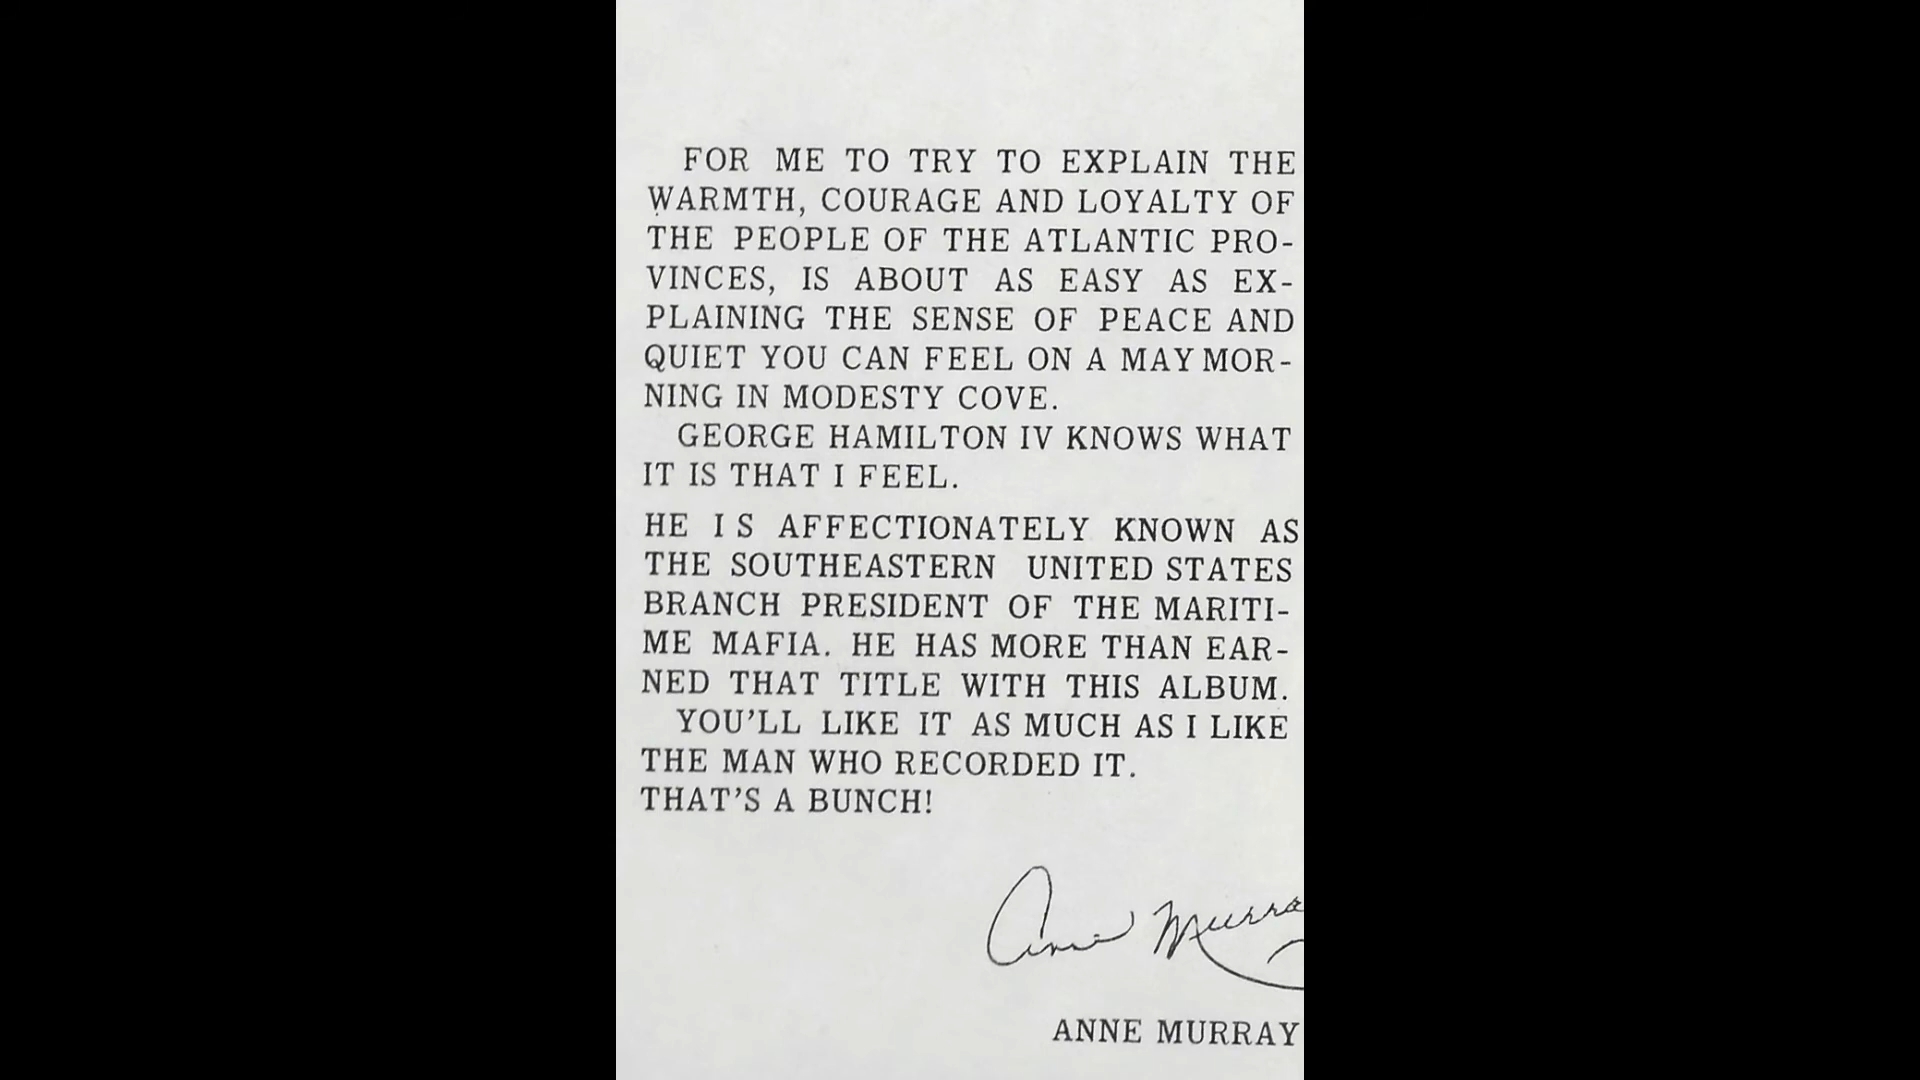 FOR ME TO TRY TO EXPLAIN THE
WARMTH, COURAGE AND LOYALTY OF
THE PEOPLE OF THE ATLANTIC PRO-
VINCES, IS ABOUT AS EASY AS EX-
PLAINING THE SENSE OF PEACE AND
QUIET YOU CAN FEEL ON A MAY MOR-
NING IN MODESTY COVE.
GEORGE HAMILTON IV KNOWS WHAT
IT IS THAT I FEEL.
HE IS AFFECTIONATELY KNOWN AS
THE SOUTHEASTERN UNITED STATES
BRANCH PRESIDENT OF THE MARITI-
ME MAFIA. HE HAS MORE THAN EAR-
NED THAT TITLE WITH THIS ALBUM.
YOU'LL LIKE IT AS MUCH AS I LIKE
THE MAN WHO RECORDED IT.
THAT'S A BUNCH!
Anne Murra
ANNE MURRAY